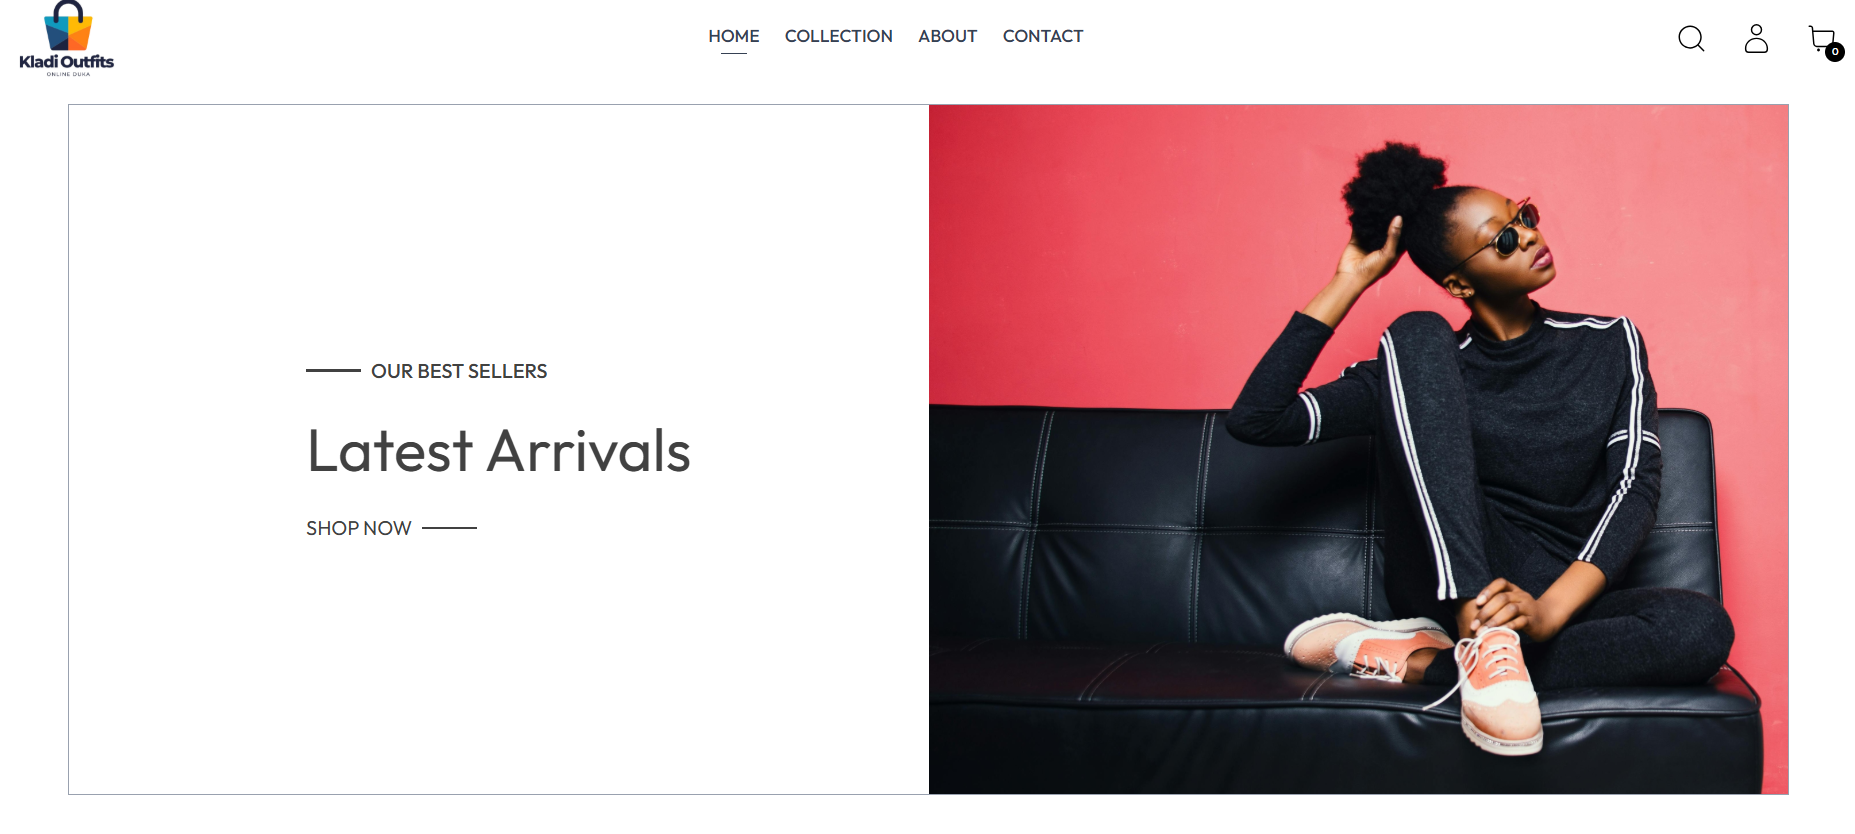 Kladi Outfits
ONLINE DUKA
HOME COLLECTION ABOUT CONTACT
0
OUR BEST SELLERS
Latest Arrivals
SHOP NOW